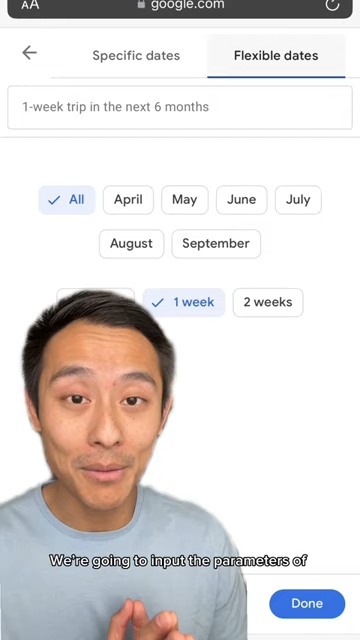 AA google.com
Specific dates Flexible dates
1-week trip in the next 6 months
All April May June July
August September
1 week 2 weeks
We're going to input the parameters of
Done